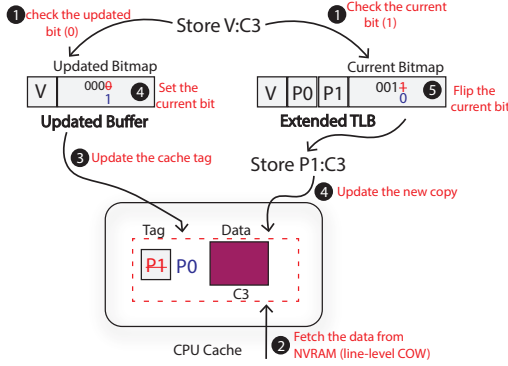 1 check the updated
bit (0)
Store V:C3
1 Check the current
bit (1)
Updated Bitmap
V 0000 4
1
Set the
current bit
Updated Buffer
Current Bitmap
V P0 P1 0011 5
0
Flip the
current bit
Extended TLB
3 Update the cache tag
Store P1:C3
4 Update the new copy
Tag Data
P1 P0
C3
CPU Cache
2 Fetch the data from
NVRAM (line-level COW)